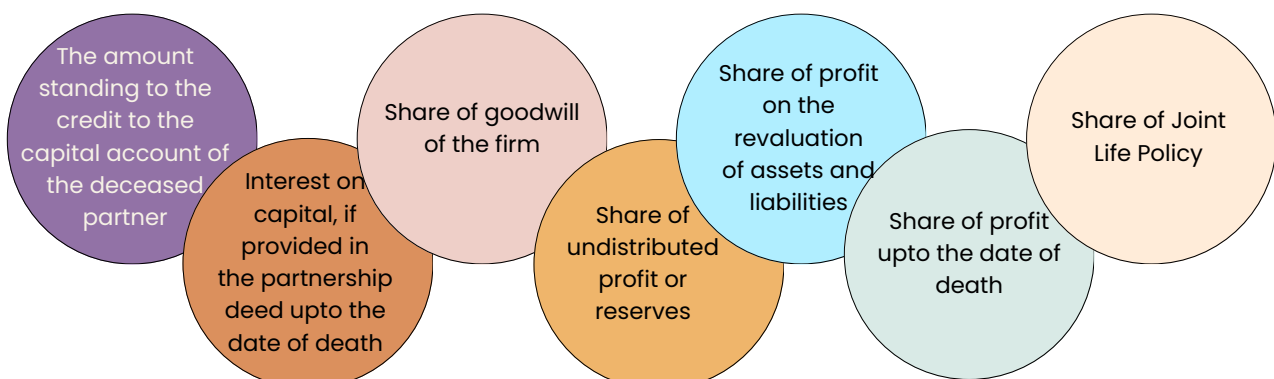 The amount
standing to the
credit to the
capital account of
the deceased
partner
Interest on
capital, if
provided in
the partnership
deed upto the
date of death
Share of goodwill
of the firm
Share of
undistributed
profit or
reserves
Share of profit
on the
revaluation
of assets and
liabilities
Share of profit
upto the date of
death
Share of Joint
Life Policy